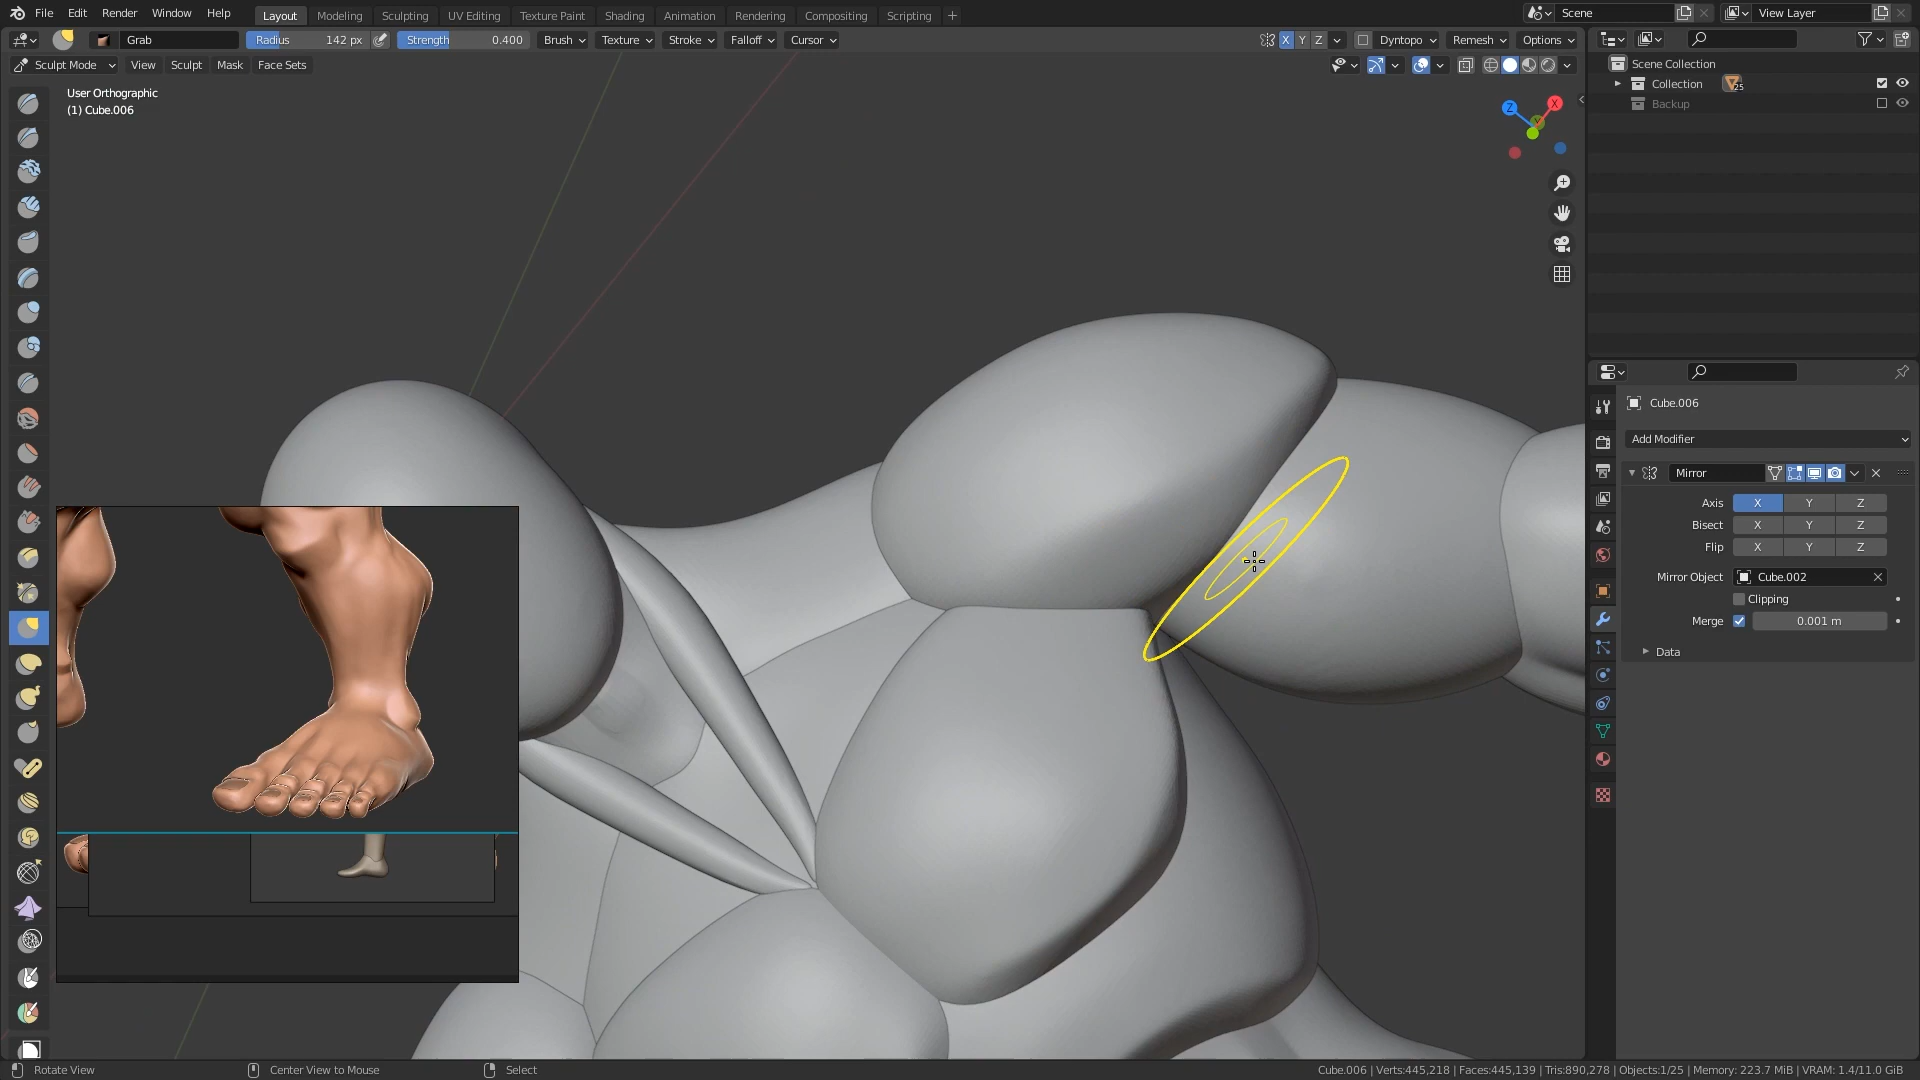 File Edit Render Window Help Layout Modeling Sculpting UV Editing Texture Paint Shading Animation Rendering Compositing Scripting + Scene View Layer
Grab Radius 142 px Strength 0.400 Brush Texture Stroke Falloff Cursor X Y Z Dyntopo Remesh Options
Sculpt Mode View Sculpt Mask Face Sets
Scene Collection
Collection 25
Backup
User Orthographic
(1) Cube.006
Z X Y
Cube.006
Add Modifier
Mirror
Axis X Y Z
Bisect X Y Z
Flip X Y Z
Mirror Object Cube.002
Clipping
Merge 0.001 m
Data
Rotate View Center View to Mouse Select Cube.006 | Verts:445,218 | Faces:445,139 | Tris:890,278 | Objects:1/25 | Memory: 223.7 MiB | VRAM: 1.4/11.0 GiB